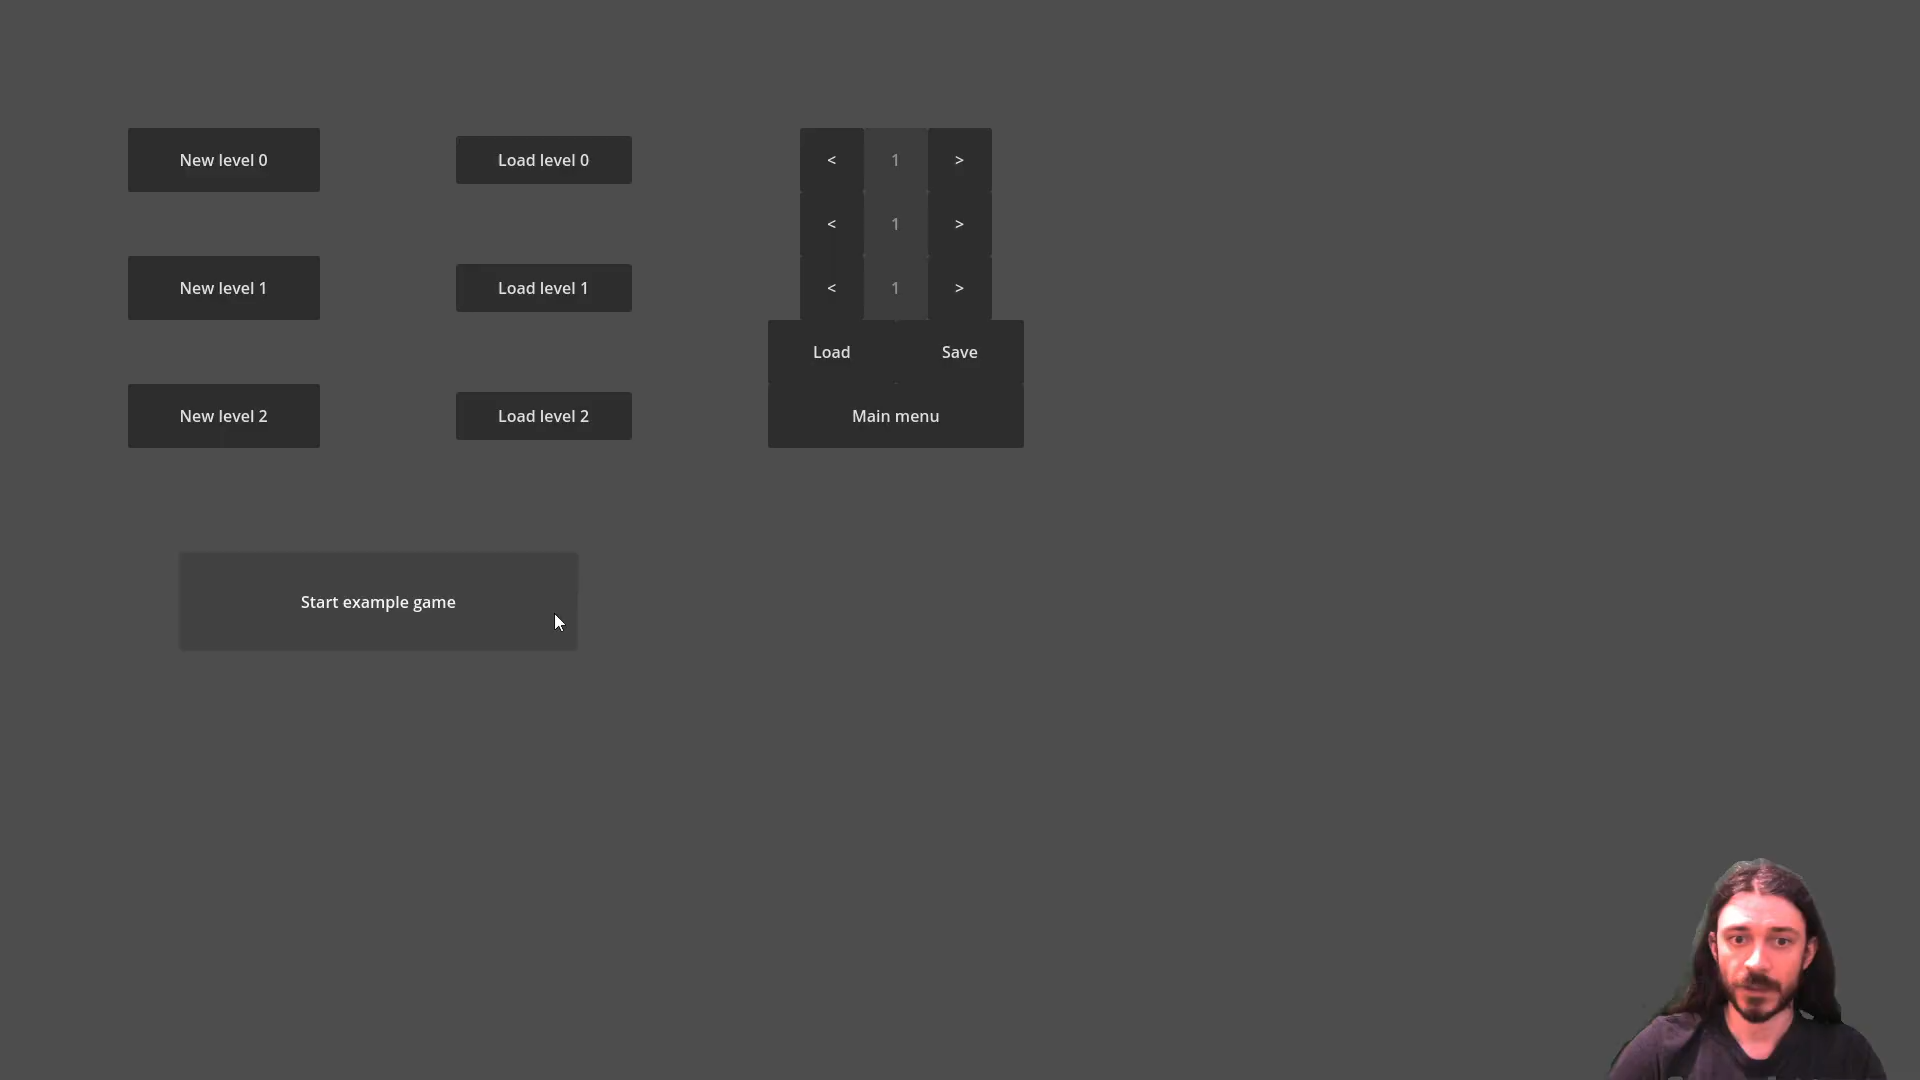 New level 0
Load level 0
< 1 >
< 1 >
New level 1
Load level 1
< 1 >
Load
Save
New level 2
Load level 2
Main menu
Start example game